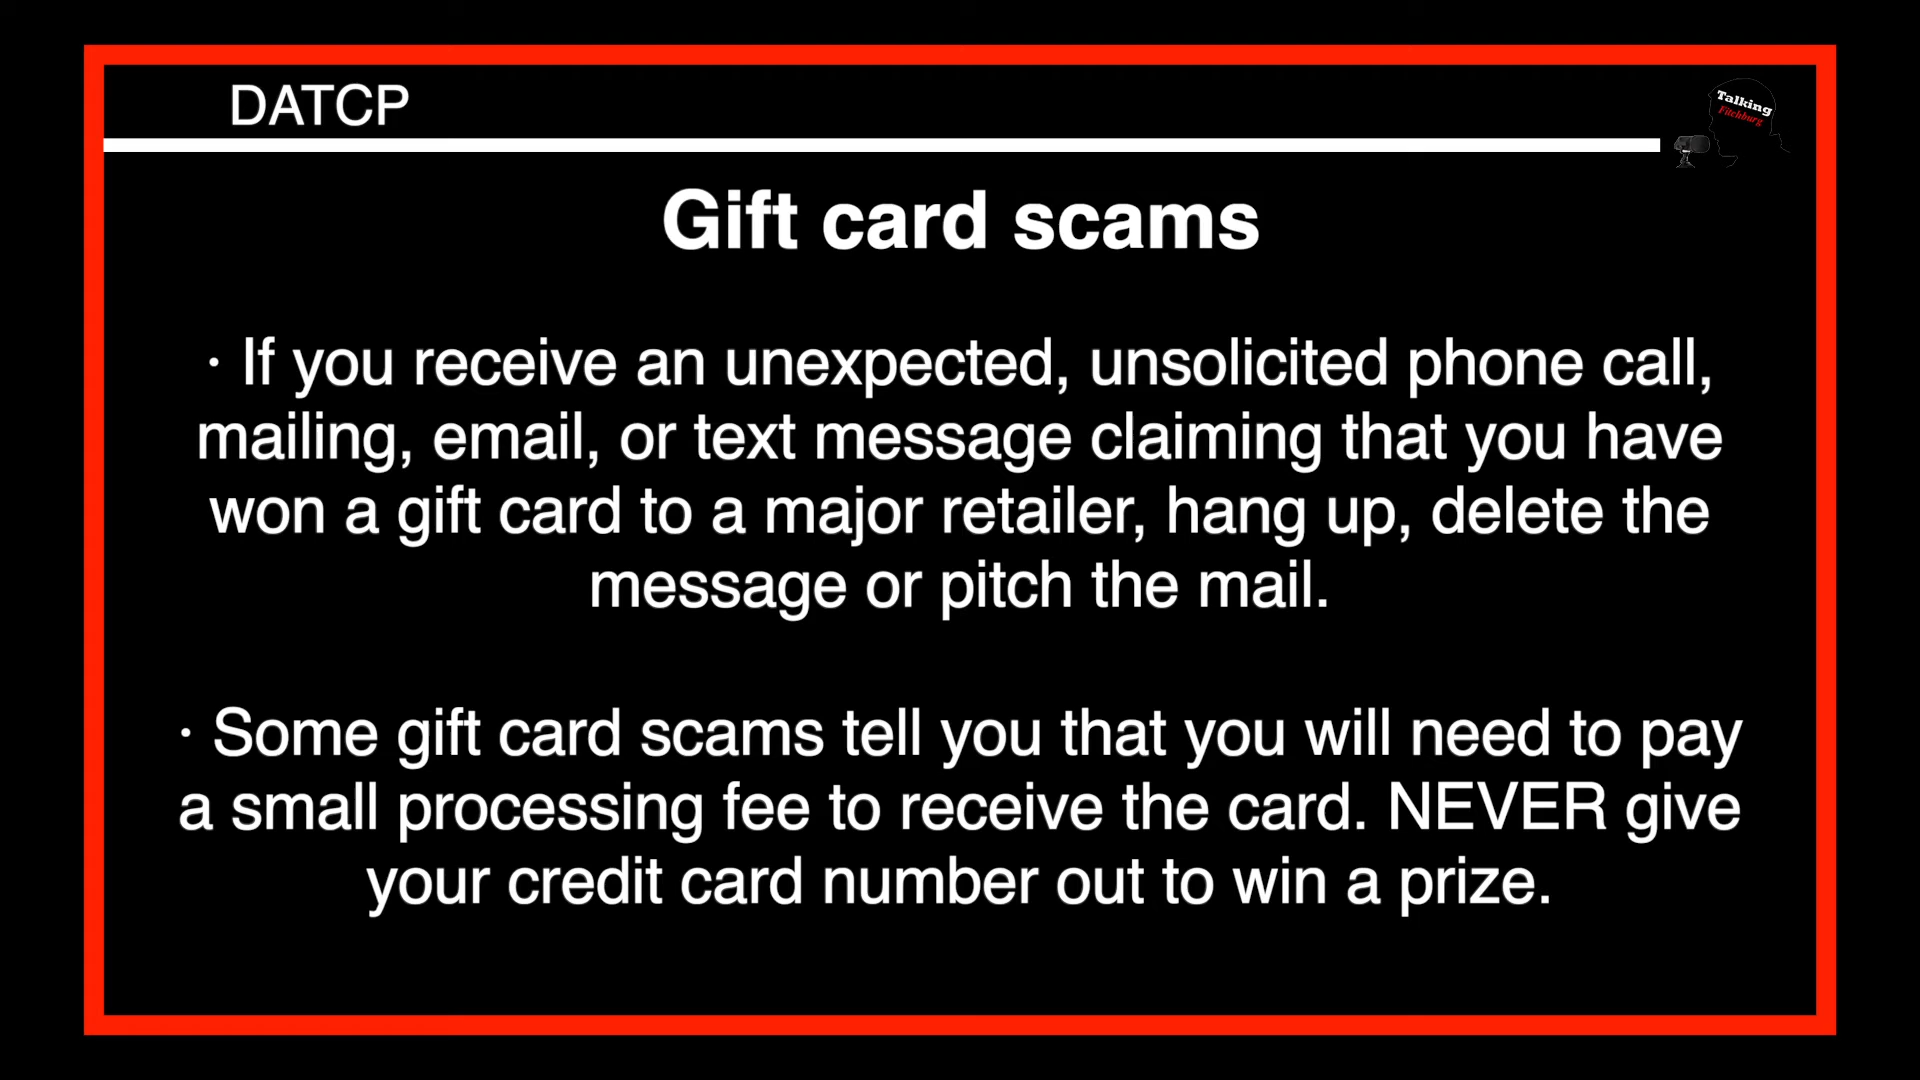 DATCP
Talking
Fitchburg
Gift card scams
· If you receive an unexpected, unsolicited phone call,
mailing, email, or text message claiming that you have
won a gift card to a major retailer, hang up, delete the
message or pitch the mail.
· Some gift card scams tell you that you will need to pay
a small processing fee to receive the card. NEVER give
your credit card number out to win a prize.